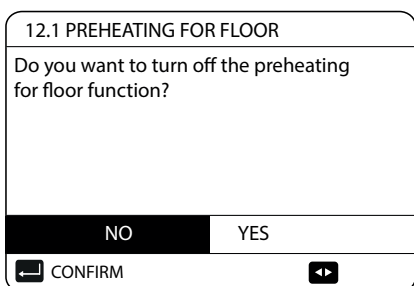 12.1 PREHEATING FOR FLOOR
Do you want to turn off the preheating
for floor function?
NO YES
CONFIRM